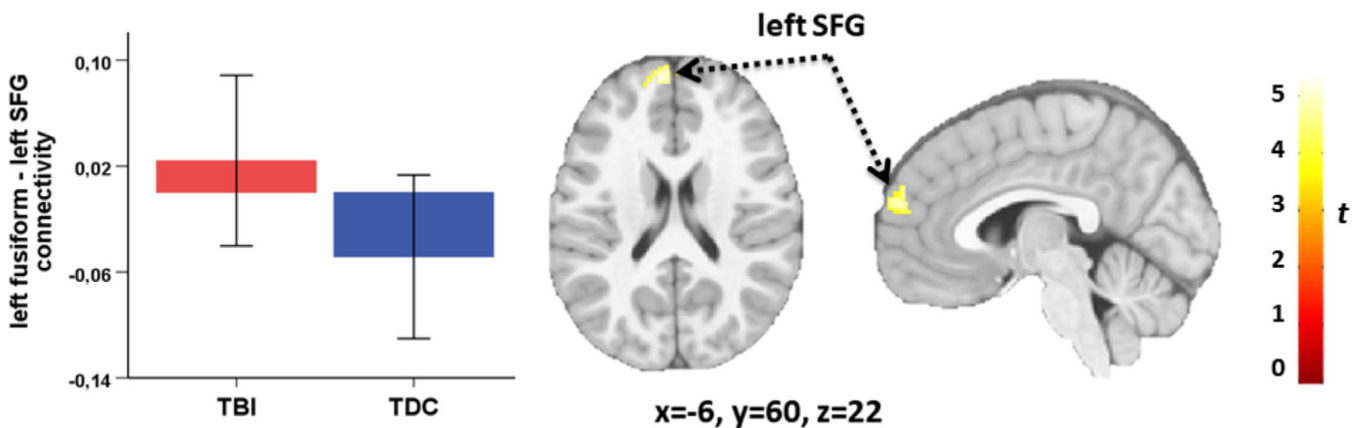 left fusiform - left SFG
connectivity
0,10
0,02
-0,06
-0,14
TBI
TDC
left SFG
x=-6, y=60, z=22
5
4
3
2
1
0
t